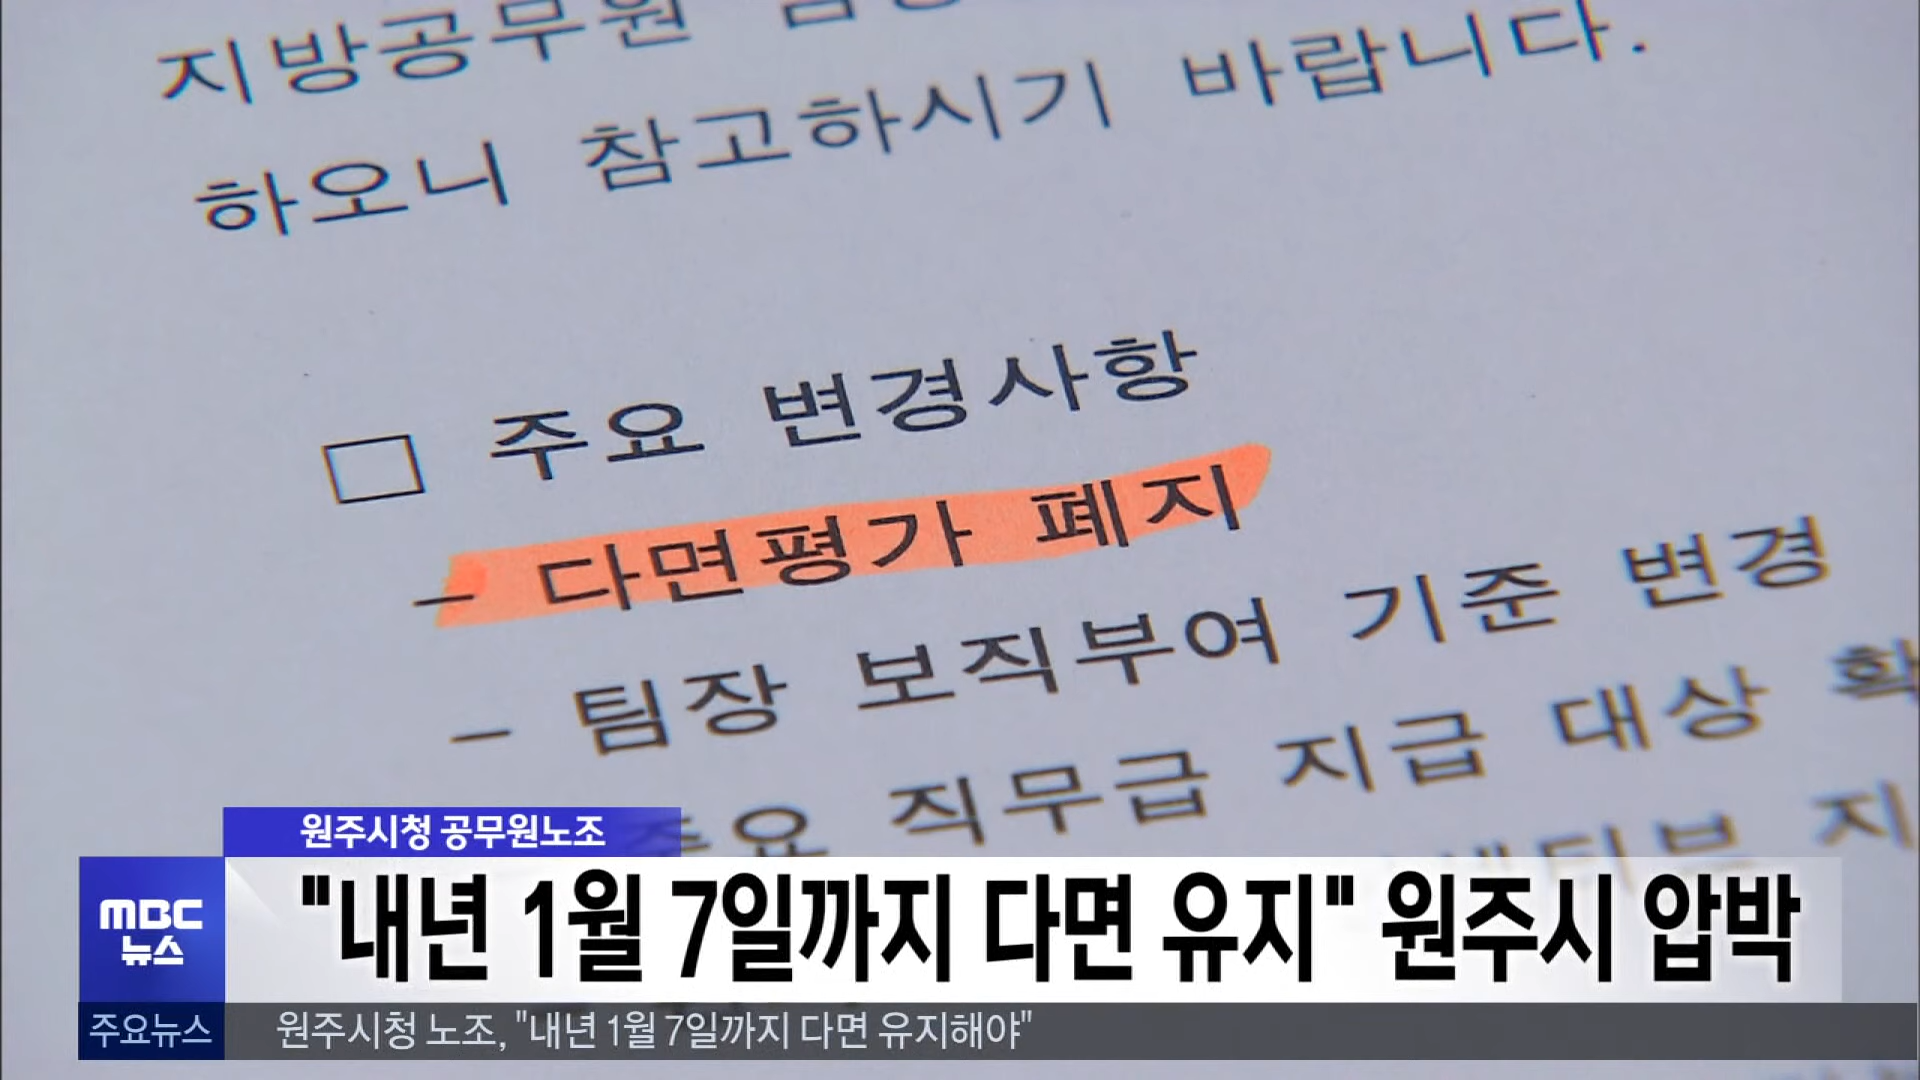 지방공무원
하오니 참고하시기 바랍니다.
□ 주요 변경사항
- 다면평가 폐지
- 팀장 보직부여 기준 변경
주요 직무급 지급 대상 확
지
원주시청 공무원노조
MBC 뉴스
"내년 1월 7일까지 다면 유지" 원주시 압박
주요뉴스 원주시청 노조, "내년 1월 7일까지 다면 유지해야"